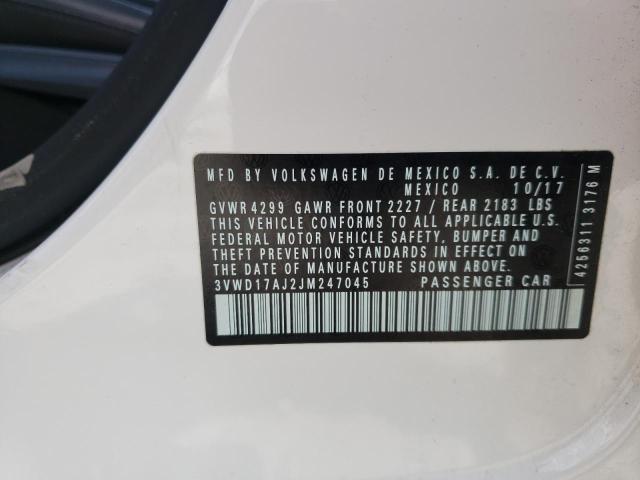 MFD BY VOLKSWAGEN DE MEXICO S.A. DE C.V.
MEXICO 10/17
GVWR 4299 GAWR FRONT 2227 / REAR 2183 LBS
THIS VEHICLE CONFORMS TO ALL APPLICABLE U.S.
FEDERAL MOTOR VEHICLE SAFETY, BUMPER AND
THEFT PREVENTION STANDARDS IN EFFECT ON
THE DATE OF MANUFACTURE SHOWN ABOVE.
3VWD17AJ2JM247045 PASSENGER CAR
4256311 3176 M